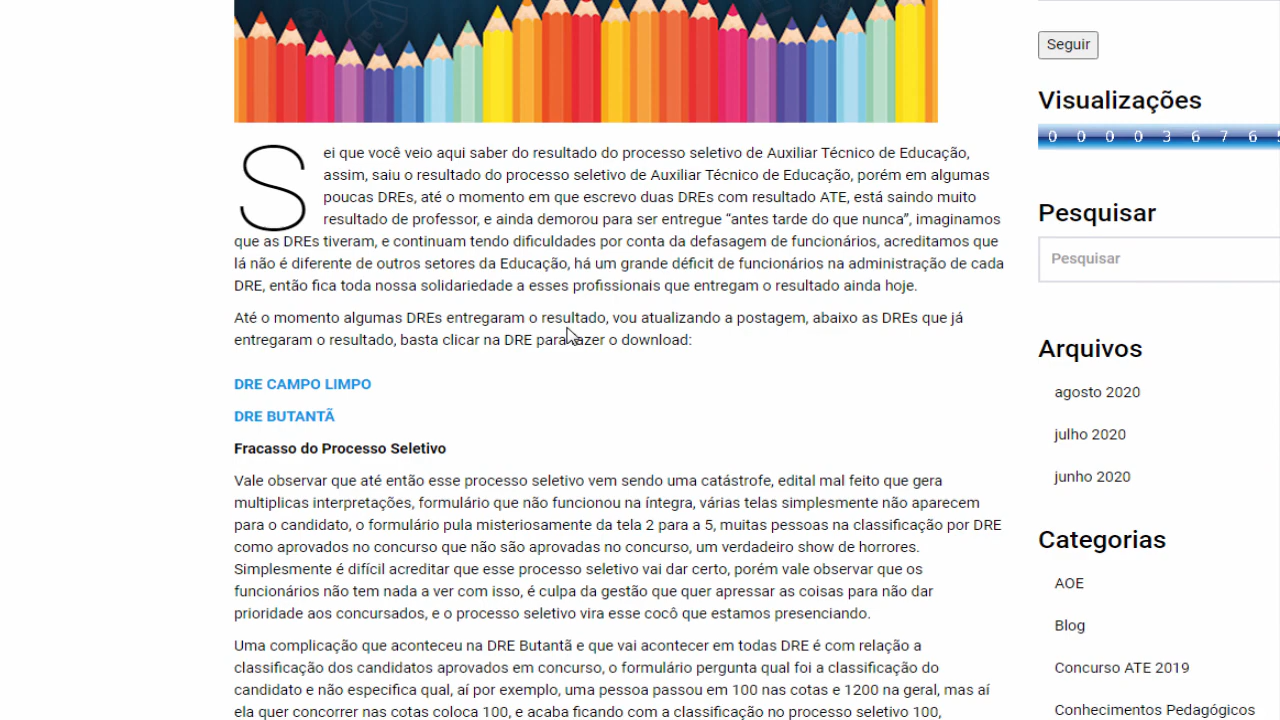 Sei que você veio aqui saber do resultado do processo seletivo de Auxiliar Técnico de Educação,
assim, saiu o resultado do processo seletivo de Auxiliar Técnico de Educação, porém em algumas
poucas DREs, até o momento em que escrevo duas DREs com resultado ATE, está saindo muito
resultado de professor, e ainda demorou para ser entregue “antes tarde do que nunca”, imaginamos
que as DREs tiveram, e continuam tendo dificuldades por conta da defasagem de funcionários, acreditamos que
lá não é diferente de outros setores da Educação, há um grande déficit de funcionários na administração de cada
DRE, então fica toda nossa solidariedade a esses profissionais que entregam o resultado ainda hoje.
Até o momento algumas DREs entregaram o resultado, vou atualizando a postagem, abaixo as DREs que já
entregaram o resultado, basta clicar na DRE para fazer o download:
DRE CAMPO LIMPO
DRE BUTANTÃ
Fracasso do Processo Seletivo
Vale observar que até então esse processo seletivo vem sendo uma catástrofe, edital mal feito que gera
multiplicas interpretações, formulário que não funcionou na íntegra, várias telas simplesmente não aparecem
para o candidato, o formulário pula misteriosamente da tela 2 para a 5, muitas pessoas na classificação por DRE
como aprovados no concurso que não são aprovadas no concurso, um verdadeiro show de horrores.
Simplesmente é difícil acreditar que esse processo seletivo vai dar certo, porém vale observar que os
funcionários não tem nada a ver com isso, é culpa da gestão que quer apressar as coisas para não dar
prioridade aos concursados, e o processo seletivo vira esse cocô que estamos presenciando.
Uma complicação que aconteceu na DRE Butantã e que vai acontecer em todas DRE é com relação a
classificação dos candidatos aprovados em concurso, o formulário pergunta qual foi a classificação do
candidato e não especifica qual, aí por exemplo, uma pessoa passou em 100 nas cotas e 1200 na geral, mas aí
ela quer concorrer nas cotas coloca 100, e acaba ficando com a classificação no processo seletivo 100,
Seguir
Visualizações
0 0 0 0 3 6 7 6
Pesquisar
Pesquisar
Arquivos
agosto 2020
julho 2020
junho 2020
Categorias
AOE
Blog
Concurso ATE 2019
Conhecimentos Pedagógicos